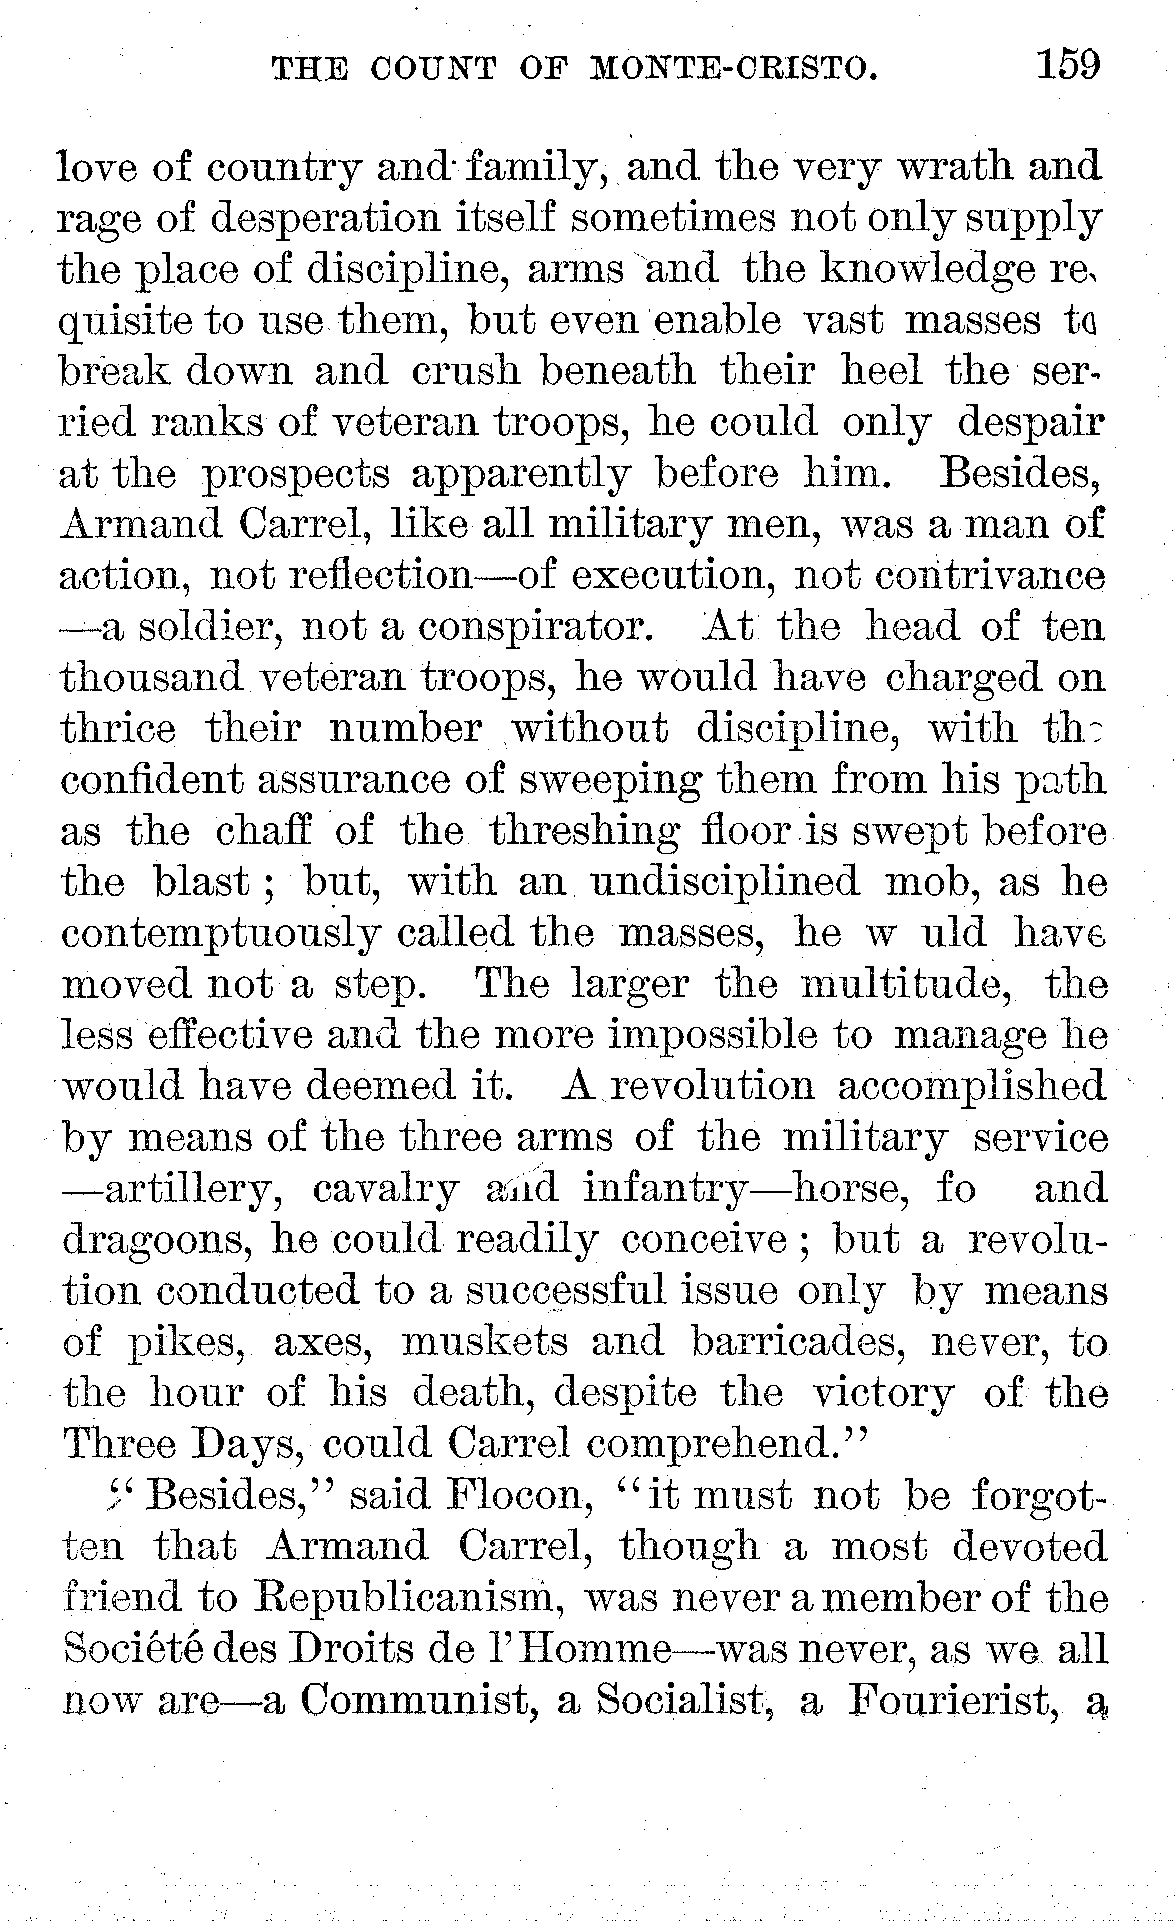 THE COUNT OF MONTE-CRISTO. 159
love of country and family, and the very wrath and
rage of desperation itself sometimes not only supply
the place of discipline, arms and the knowledge re-
quisite to use them, but even enable vast masses to
break down and crush beneath their heel the ser-
ried ranks of veteran troops, he could only despair
at the prospects apparently before him. Besides,
Armand Carrel, like all military men, was a man of
action, not reflection—of execution, not contrivance
—a soldier, not a conspirator. At the head of ten
thousand veteran troops, he would have charged on
thrice their number without discipline, with the
confident assurance of sweeping them from his path
as the chaff of the threshing floor is swept before
the blast; but, with an undisciplined mob, as he
contemptuously called the masses, he w uld have
moved not a step. The larger the multitude, the
less effective and the more impossible to manage he
would have deemed it. A revolution accomplished
by means of the three arms of the military service
—artillery, cavalry and infantry—horse, fo and
dragoons, he could readily conceive; but a revolu-
tion conducted to a successful issue only by means
of pikes, axes, muskets and barricades, never, to
the hour of his death, despite the victory of the
Three Days, could Carrel comprehend."
"Besides," said Flocon, "it must not be forgot-
ten that Armand Carrel, though a most devoted
friend to Republicanism, was never a member of the
Société des Droits de l'Homme—was never, as we all
now are—a Communist, a Socialist, a Fourierist, a